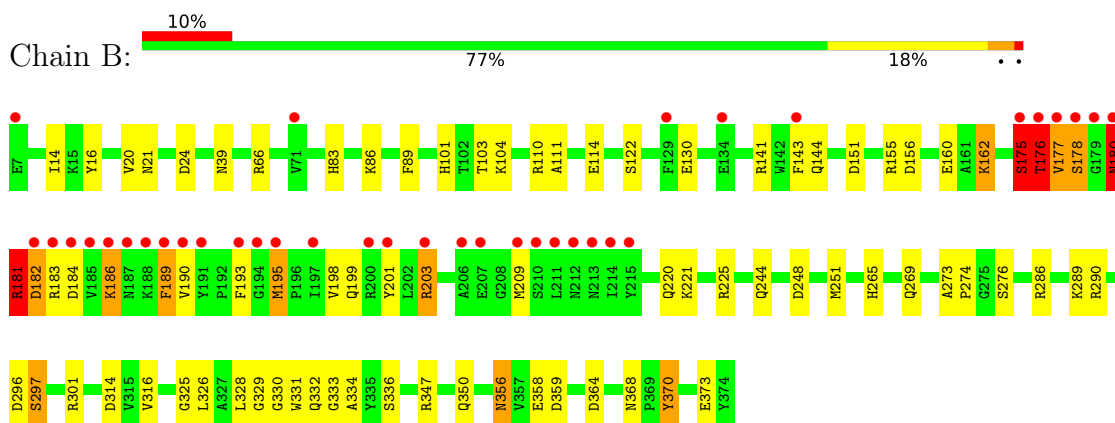 10%
Chain B:
77% 18% • •
E7 I14 K15 Y16 V20 N21 D24 N39 R66 V71 H83 K86 F89 H101 T102 T103 K104 R110 A111 E114 S122 F129 E130 E134 R141 W142 F143 Q144 D151 R155 D156 E160 A161 K162 S175 T176 V177 S178 G179
R181 D182 R183 D184 V185 K186 N187 K188 F189 V190 Y191 P192 F193 G194 M195 P196 I197 V198 Q199 R200 Y201 L202 R203 A206 E207 G208 M209 S210 L211 N212 N213 I214 Y215 Q220 K221 R225 Q244 D248 M251 H265 Q269 A273 P274 G275 S276 R286 K289 R290
D296 S297 R301 D314 V315 V316 G325 L326 A327 L328 G329 G330 W331 Q332 G333 A334 Y335 S336 R347 Q350 N356 V357 E358 D359 D364 N368 P369 Y370 E373 Y374